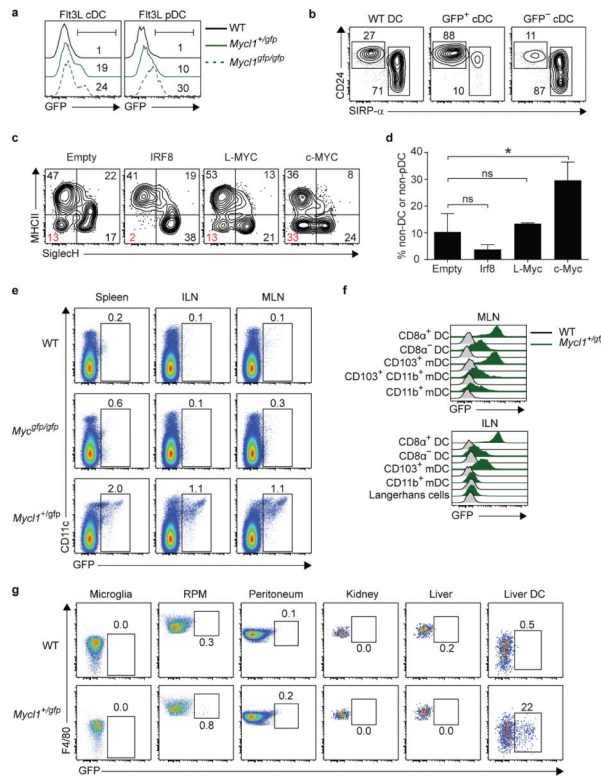 a
Flt3L cDC
Flt3L pDC
1
19
24
1
10
30
GFP
GFP
WT
Mycl1+/gfp
Mycl1gfp/gfp
b
WT DC
GFP+ cDC
GFP− cDC
27
71
88
10
11
87
CD24
SIRP-α
c
Empty
IRF8
L-MYC
c-MYC
47
22
13
17
41
19
2
38
53
13
13
21
36
8
33
24
MHCII
SiglecH
d
% non-DC or non-pDC
40
30
20
10
0
ns
ns
*
Empty
Irf8
L-Myc
c-Myc
e
Spleen
ILN
MLN
WT
0.2
0.1
0.1
Mycgfp/gfp
0.6
0.1
0.3
Mycl1+/gfp
2.0
1.1
1.1
CD11c
GFP
f
MLN
WT
Mycl1+/gfp
CD8α+ DC
CD8α− DC
CD103+ mDC
CD103+ CD11b+ mDC
CD11b+ mDC
GFP
ILN
CD8α+ DC
CD8α− DC
CD103+ mDC
CD11b+ mDC
Langerhans cells
GFP
g
Microglia
RPM
Peritoneum
Kidney
Liver
Liver DC
WT
0.0
0.3
0.1
0.0
0.2
0.5
Mycl1+/gfp
0.0
0.8
0.2
0.0
0.0
22
F4/80
GFP